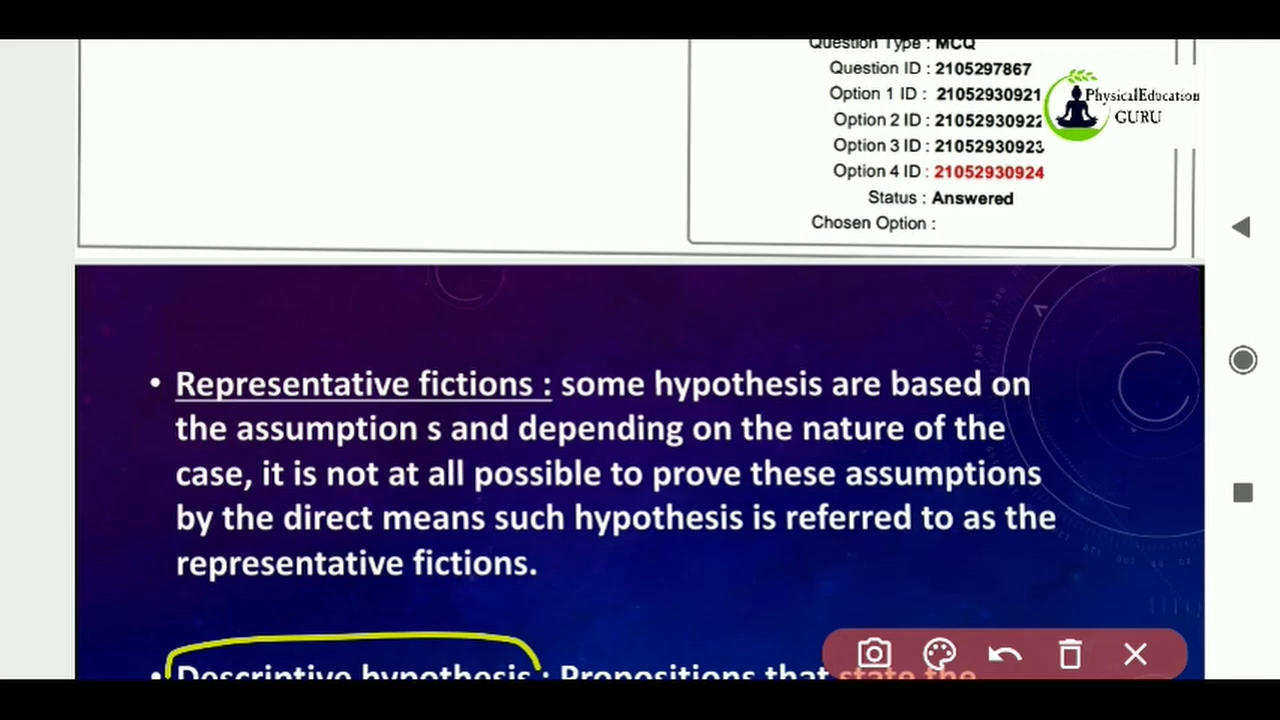 Question Type : MCQ
Question ID : 2105297867
Option 1 ID : 21052930921
Option 2 ID : 21052930922
Option 3 ID : 21052930923
Option 4 ID : 21052930924
Status : Answered
Chosen Option :
PhysicalEducation
GURU
• Representative fictions : some hypothesis are based on
the assumption s and depending on the nature of the
case, it is not at all possible to prove these assumptions
by the direct means such hypothesis is referred to as the
representative fictions.
• Descriptive hypothesis : Propositions that state the